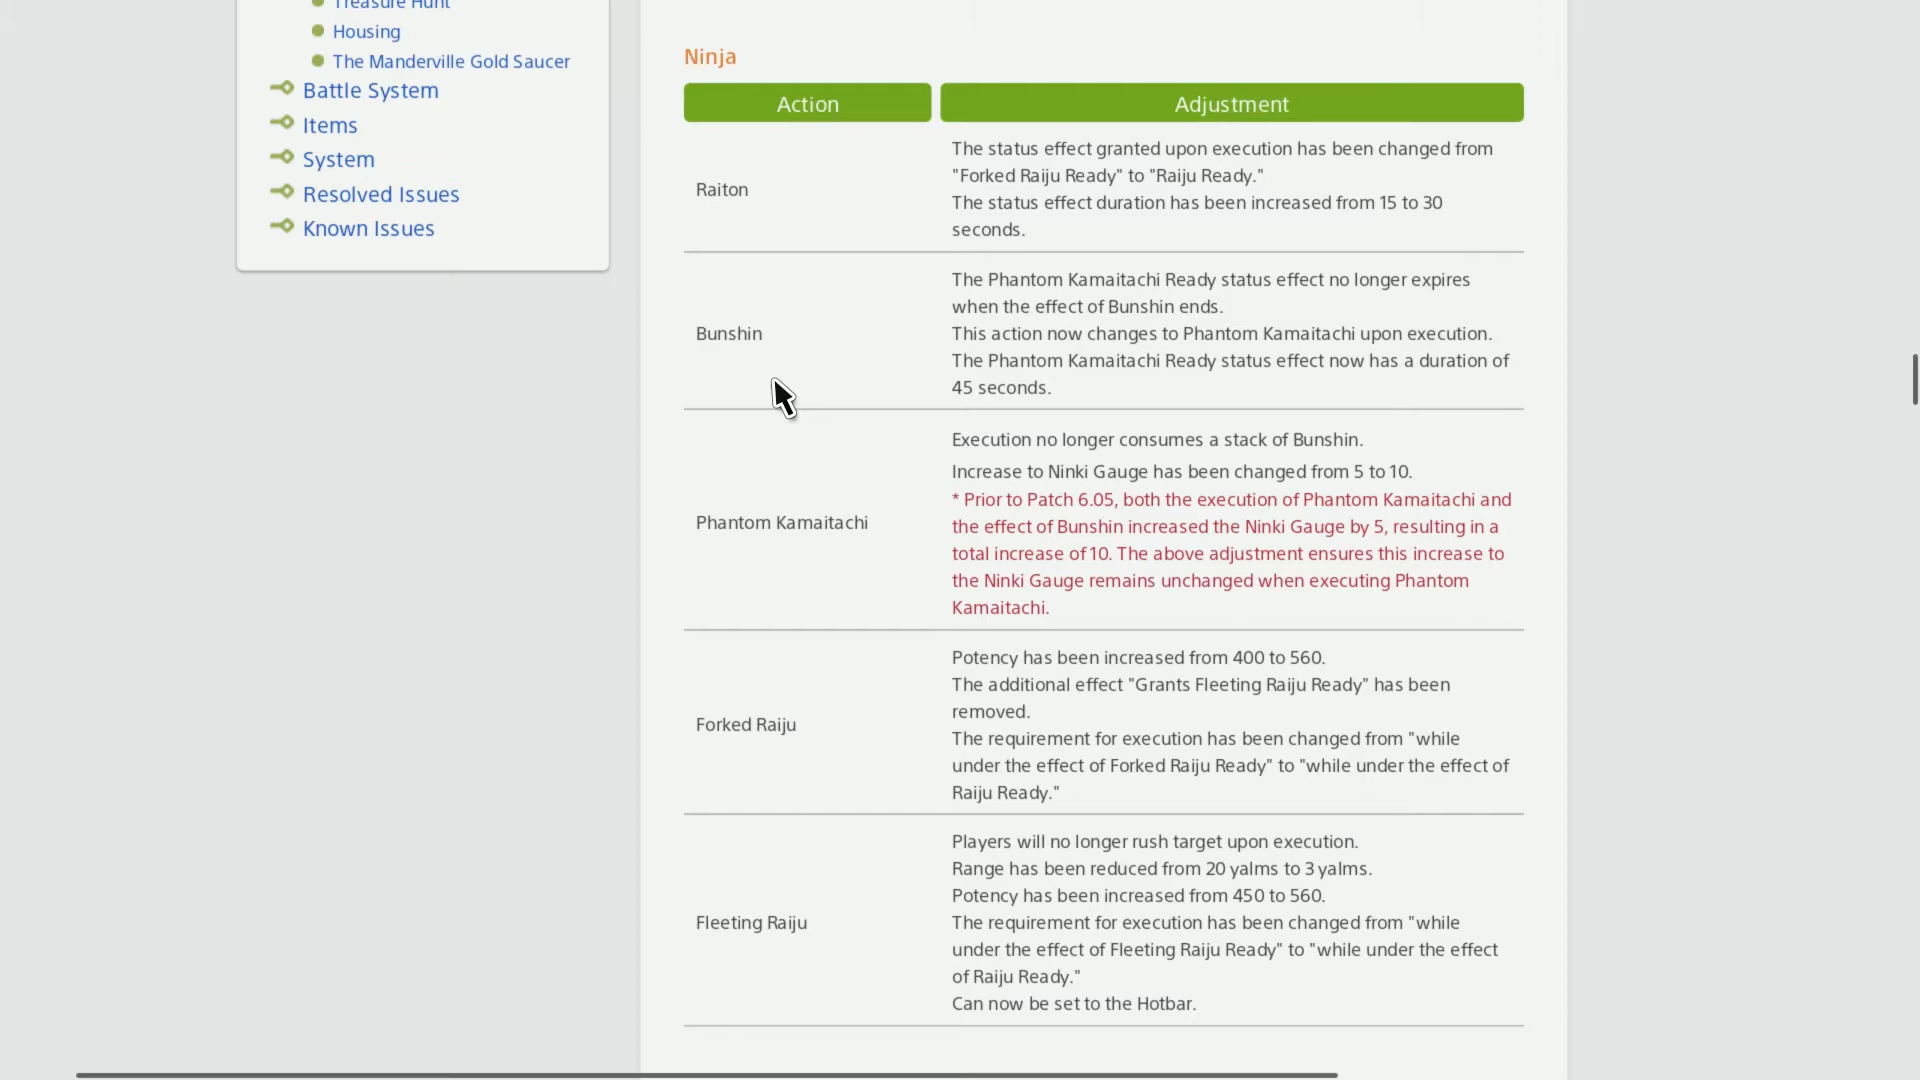 Treasure Hunt
Housing
The Manderville Gold Saucer
Battle System
Items
System
Resolved Issues
Known Issues
Ninja
Action
Adjustment
Raiton
The status effect granted upon execution has been changed from
"Forked Raiju Ready" to "Raiju Ready."
The status effect duration has been increased from 15 to 30
seconds.
Bunshin
The Phantom Kamaitachi Ready status effect no longer expires
when the effect of Bunshin ends.
This action now changes to Phantom Kamaitachi upon execution.
The Phantom Kamaitachi Ready status effect now has a duration of
45 seconds.
Phantom Kamaitachi
Execution no longer consumes a stack of Bunshin.
Increase to Ninki Gauge has been changed from 5 to 10.
* Prior to Patch 6.05, both the execution of Phantom Kamaitachi and
the effect of Bunshin increased the Ninki Gauge by 5, resulting in a
total increase of 10. The above adjustment ensures this increase to
the Ninki Gauge remains unchanged when executing Phantom
Kamaitachi.
Forked Raiju
Potency has been increased from 400 to 560.
The additional effect "Grants Fleeting Raiju Ready" has been
removed.
The requirement for execution has been changed from "while
under the effect of Forked Raiju Ready" to "while under the effect of
Raiju Ready."
Fleeting Raiju
Players will no longer rush target upon execution.
Range has been reduced from 20 yalms to 3 yalms.
Potency has been increased from 450 to 560.
The requirement for execution has been changed from "while
under the effect of Fleeting Raiju Ready" to "while under the effect
of Raiju Ready."
Can now be set to the Hotbar.